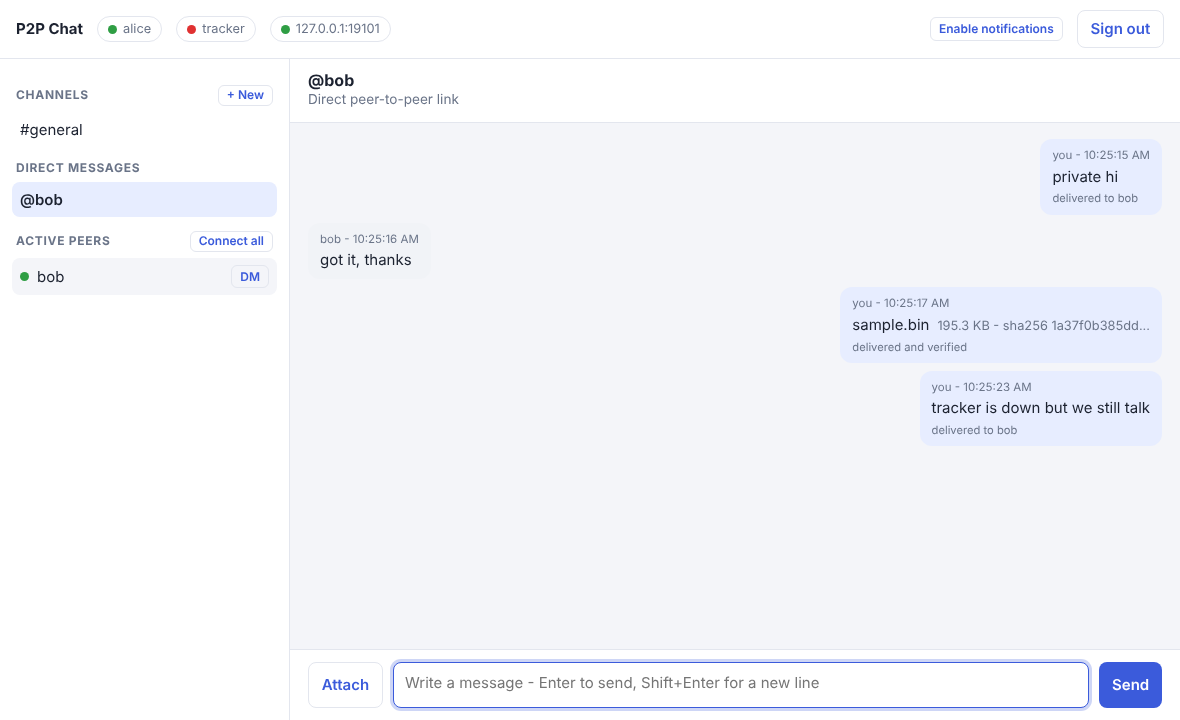 P2P Chat
alice
tracker
127.0.0.1:19101
Enable notifications
Sign out
CHANNELS
+ New
#general
DIRECT MESSAGES
@bob
ACTIVE PEERS
Connect all
bob
DM
@bob
Direct peer-to-peer link
you - 10:25:15 AM
private hi
delivered to bob
bob - 10:25:16 AM
got it, thanks
you - 10:25:17 AM
sample.bin 195.3 KB - sha256 1a37f0b385dd...
delivered and verified
you - 10:25:23 AM
tracker is down but we still talk
delivered to bob
Attach
Write a message - Enter to send, Shift+Enter for a new line
Send